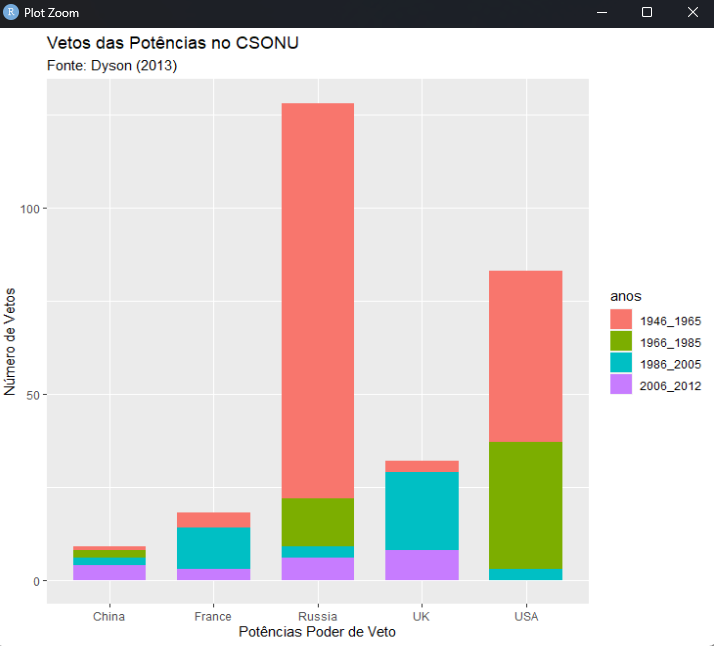 R Plot Zoom
Vetos das Potências no CSONU
Fonte: Dyson (2013)
Número de Vetos
100
50
0
China France Russia UK USA
Potências Poder de Veto
anos
1946_1965
1966_1985
1986_2005
2006_2012